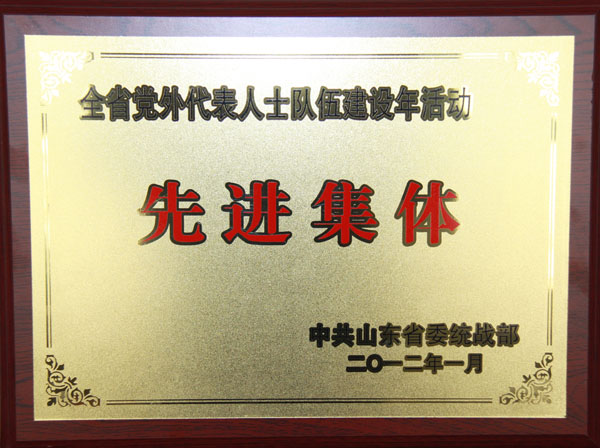 全省党外代表人士队伍建设年活动
先进集体
中共山东省委统战部
二〇一二年一月